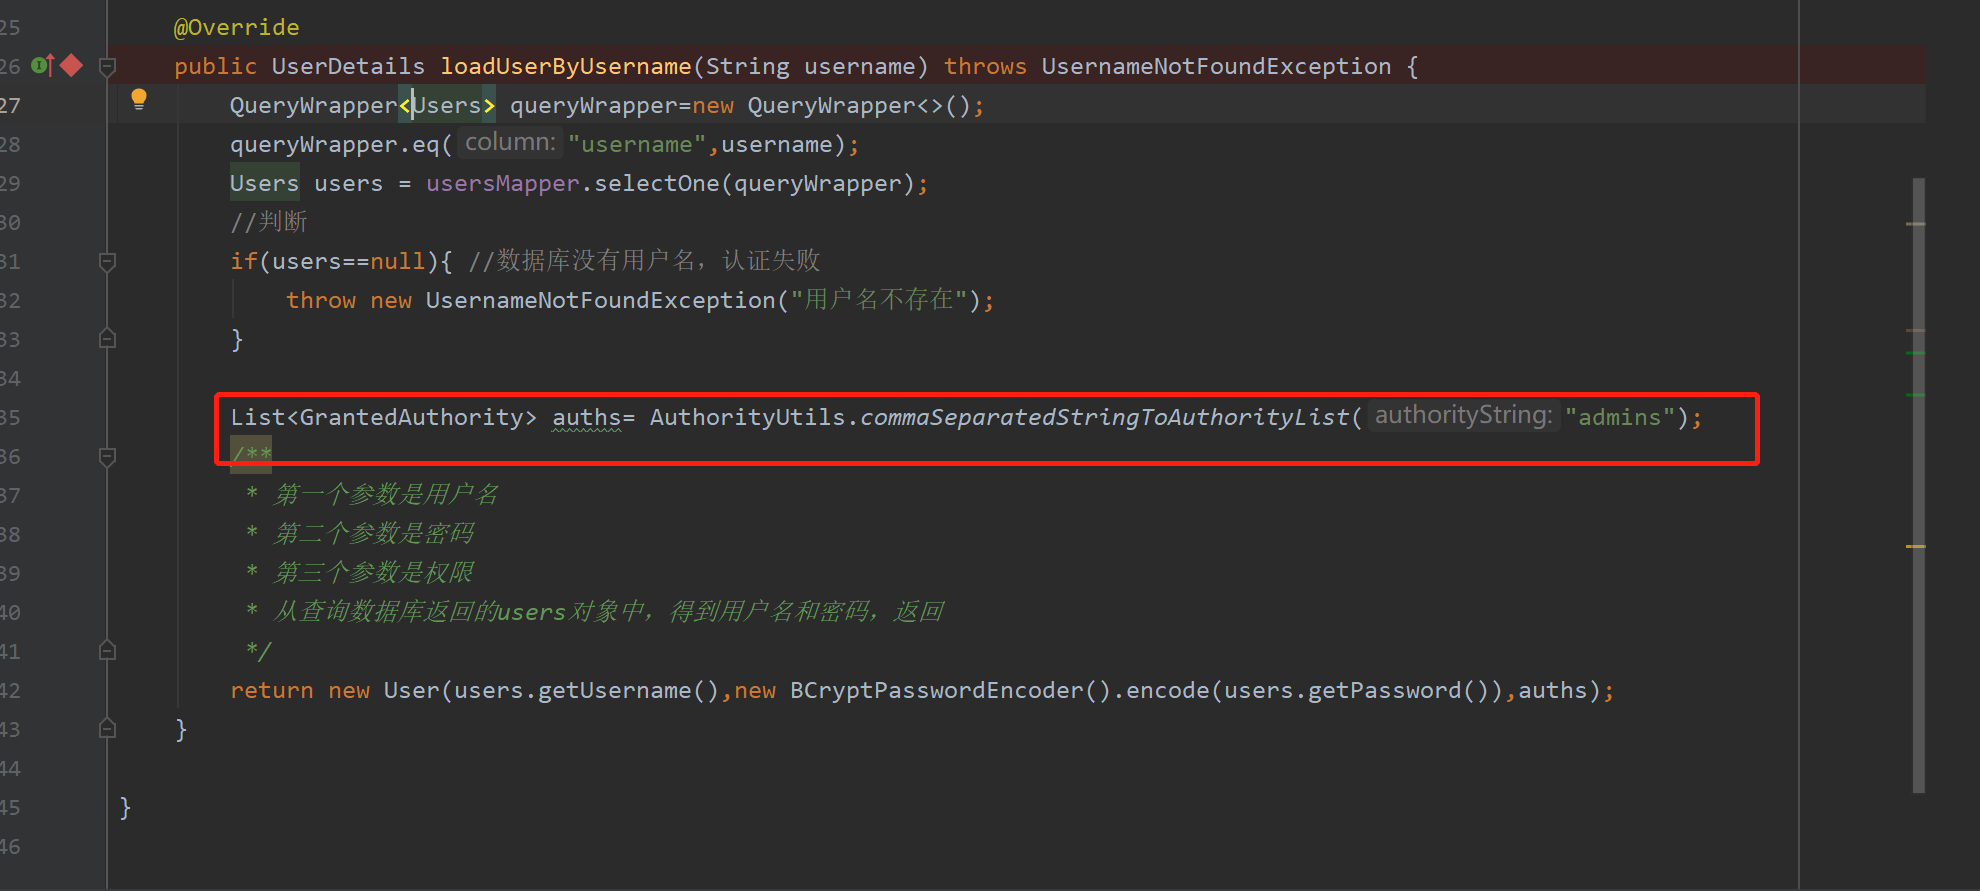 25 @Override
26 public UserDetails loadUserByUsername(String username) throws UsernameNotFoundException {
27 QueryWrapper<Users> queryWrapper=new QueryWrapper<>();
28 queryWrapper.eq( column: "username",username);
29 Users users = usersMapper.selectOne(queryWrapper);
30 //判断
31 if(users==null){ //数据库没有用户名，认证失败
32 throw new UsernameNotFoundException("用户名不存在");
33 }
34
35 List<GrantedAuthority> auths= AuthorityUtils.commaSeparatedStringToAuthorityList( authorityString: "admins");
36 /**
37 * 第一个参数是用户名
38 * 第二个参数是密码
39 * 第三个参数是权限
40 * 从查询数据库返回的users对象中，得到用户名和密码，返回
41 */
42 return new User(users.getUsername(),new BCryptPasswordEncoder().encode(users.getPassword()),auths);
43 }
44
45 }
46